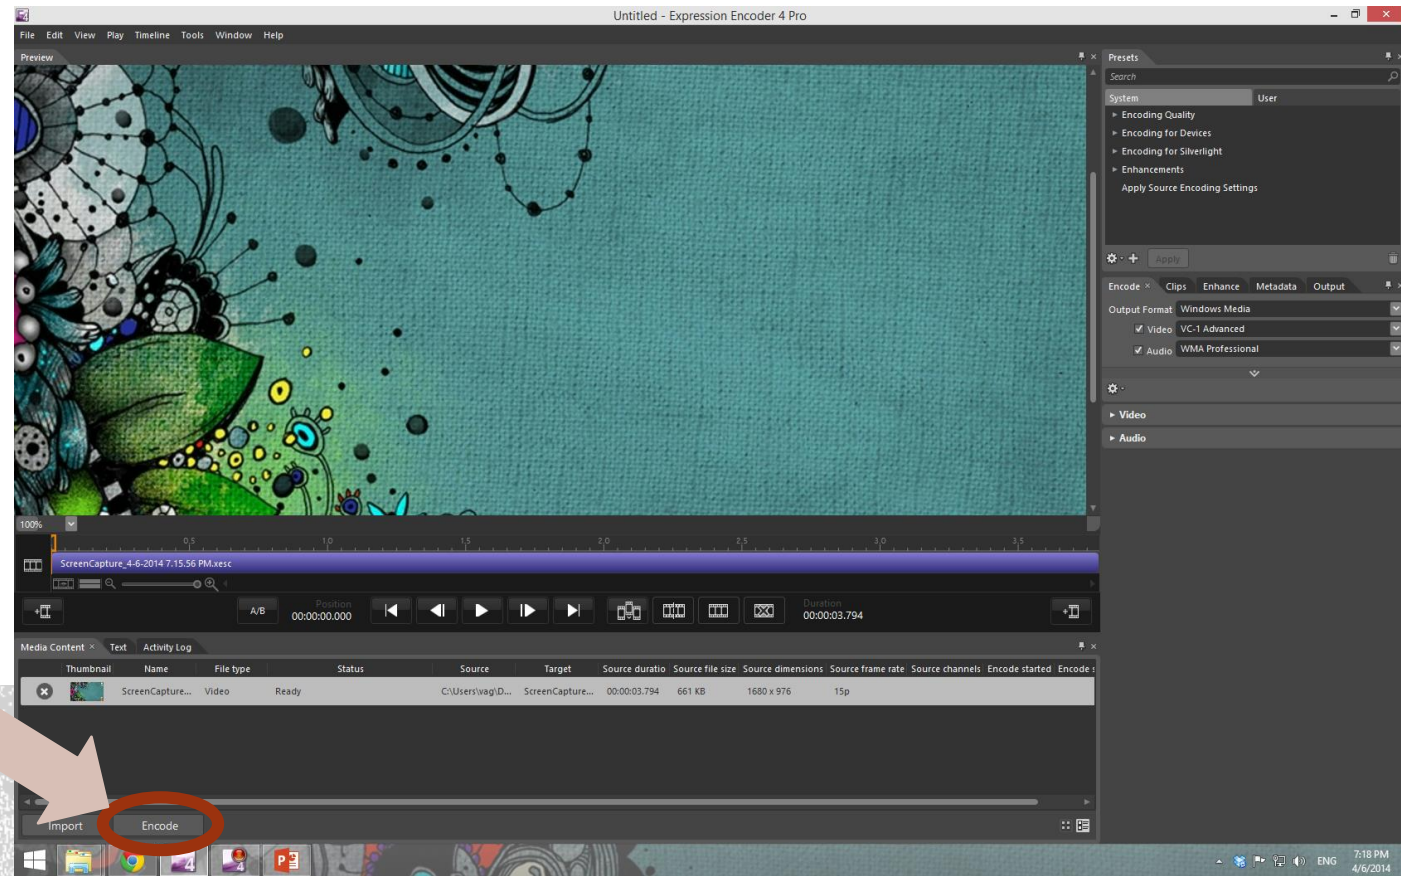 Untitled - Expression Encoder 4 Pro
File Edit View Play Timeline Tools Window Help
Preview
Presets
Search
System User
Encoding Quality
Encoding for Devices
Encoding for Silverlight
Enhancements
Apply Source Encoding Settings
Apply
Encode Clips Enhance Metadata Output
Output Format Windows Media
Video VC-1 Advanced
Audio WMA Professional
Video
Audio
100%
0,5 1,0 1,5 2,0 2,5 3,0 3,5
ScreenCapture_4-6-2014 7.15.56 PM.xesc
A/B
Position
00:00:00.000
Duration
00:00:03.794
Media Content Text Activity Log
Thumbnail Name File type Status Source Target Source duratio Source file size Source dimensions Source frame rate Source channels Encode started Encode s
ScreenCapture... Video Ready C:\Users\vag\D... ScreenCapture... 00:00:03.794 661 KB 1680 x 976 15p
Import Encode
ENG
7:18 PM
4/6/2014